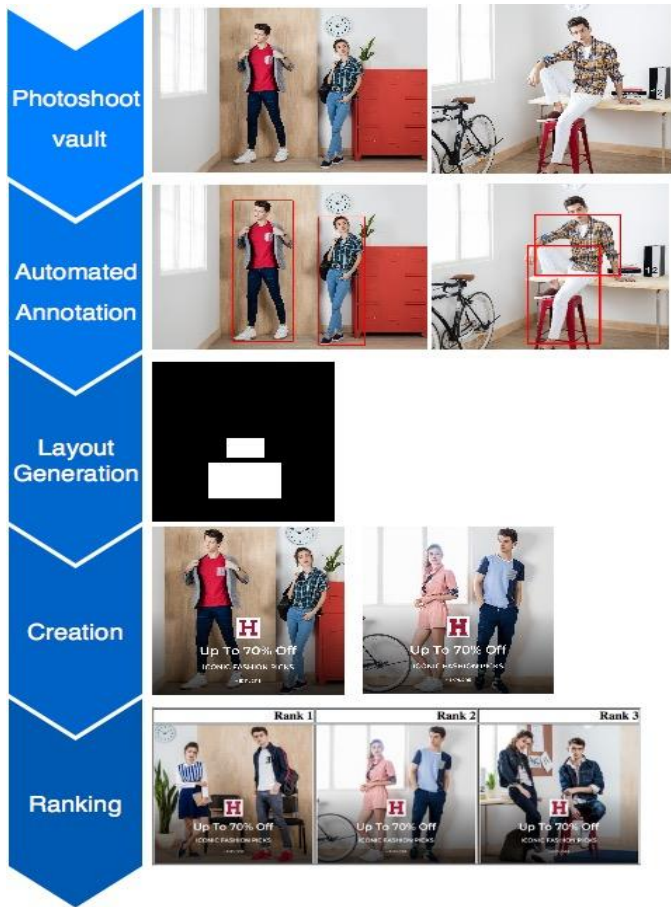 Photoshoot
vault
Automated
Annotation
12
Layout
Generation
Creation
H
Up To 70% Off
ICONIC FASHION PICKS
H
Up To 70% Off
ICONIC FASHION PICKS
Ranking
Rank 1
Rank 2
Rank 3
H
Up To 70% Off
ICONIC FASHION PICKS
H
Up To 70% Off
ICONIC FASHION PICKS
H
Up To 70% Off
ICONIC FASHION PICKS